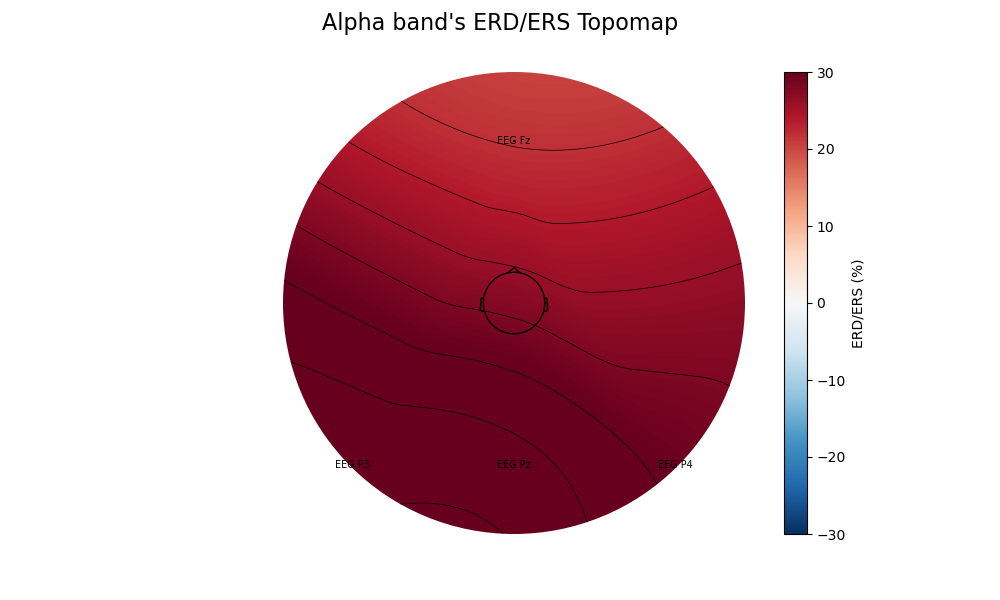 Alpha band's ERD/ERS Topomap
EEG Fz
EEG P3
EEG Pz
EEG P4
30
20
10
0
−10
−20
−30
ERD/ERS (%)